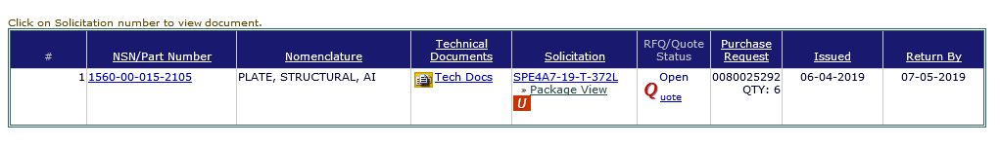 Click on Solicitation number to view document.
# NSN/Part Number Nomenclature Technical Documents Solicitation RFQ/Quote Status Purchase Request Issued Return By
1 1560-00-015-2105 PLATE, STRUCTURAL, AI Tech Docs SPE4A7-19-T-372L Open 0080025292 06-04-2019 07-05-2019
» Package View Quote QTY: 6
U